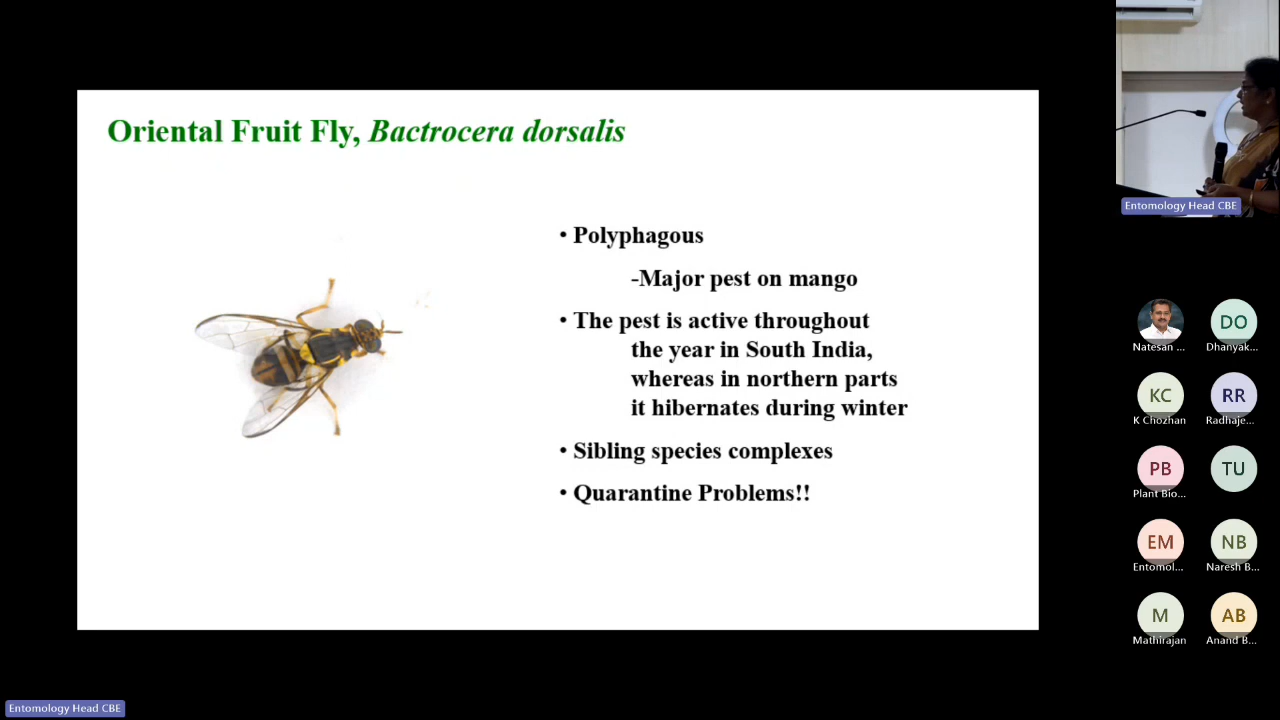 Oriental Fruit Fly, Bactrocera dorsalis
• Polyphagous
-Major pest on mango
• The pest is active throughout
the year in South India,
whereas in northern parts
it hibernates during winter
• Sibling species complexes
• Quarantine Problems!!
Entomology Head CBE
Natesan ...
DO
Dhanyak...
KC
K Chozhan
RR
Radhaje...
PB
Plant Bio...
TU
EM
Entomol...
NB
Naresh B...
M
Mathirajan
AB
Anand B...
Entomology Head CBE